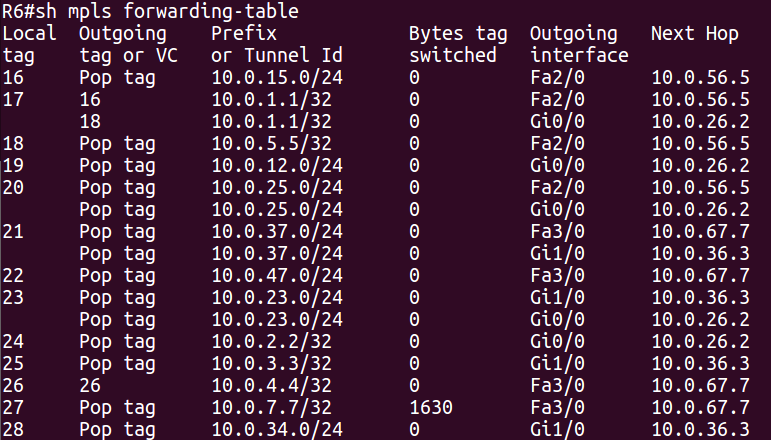 R6#sh mpls forwarding-table
Local  Outgoing    Prefix            Bytes tag  Outgoing   Next Hop
tag    tag or VC   or Tunnel Id      switched   interface
16     Pop tag     10.0.15.0/24      0          Fa2/0      10.0.56.5
17     16          10.0.1.1/32       0          Fa2/0      10.0.56.5
       18          10.0.1.1/32       0          Gi0/0      10.0.26.2
18     Pop tag     10.0.5.5/32       0          Fa2/0      10.0.56.5
19     Pop tag     10.0.12.0/24      0          Gi0/0      10.0.26.2
20     Pop tag     10.0.25.0/24      0          Fa2/0      10.0.56.5
       Pop tag     10.0.25.0/24      0          Gi0/0      10.0.26.2
21     Pop tag     10.0.37.0/24      0          Fa3/0      10.0.67.7
       Pop tag     10.0.37.0/24      0          Gi1/0      10.0.36.3
22     Pop tag     10.0.47.0/24      0          Fa3/0      10.0.67.7
23     Pop tag     10.0.23.0/24      0          Gi1/0      10.0.36.3
       Pop tag     10.0.23.0/24      0          Gi0/0      10.0.26.2
24     Pop tag     10.0.2.2/32       0          Gi0/0      10.0.26.2
25     Pop tag     10.0.3.3/32       0          Gi1/0      10.0.36.3
26     26          10.0.4.4/32       0          Fa3/0      10.0.67.7
27     Pop tag     10.0.7.7/32       1630       Fa3/0      10.0.67.7
28     Pop tag     10.0.34.0/24      0          Gi1/0      10.0.36.3